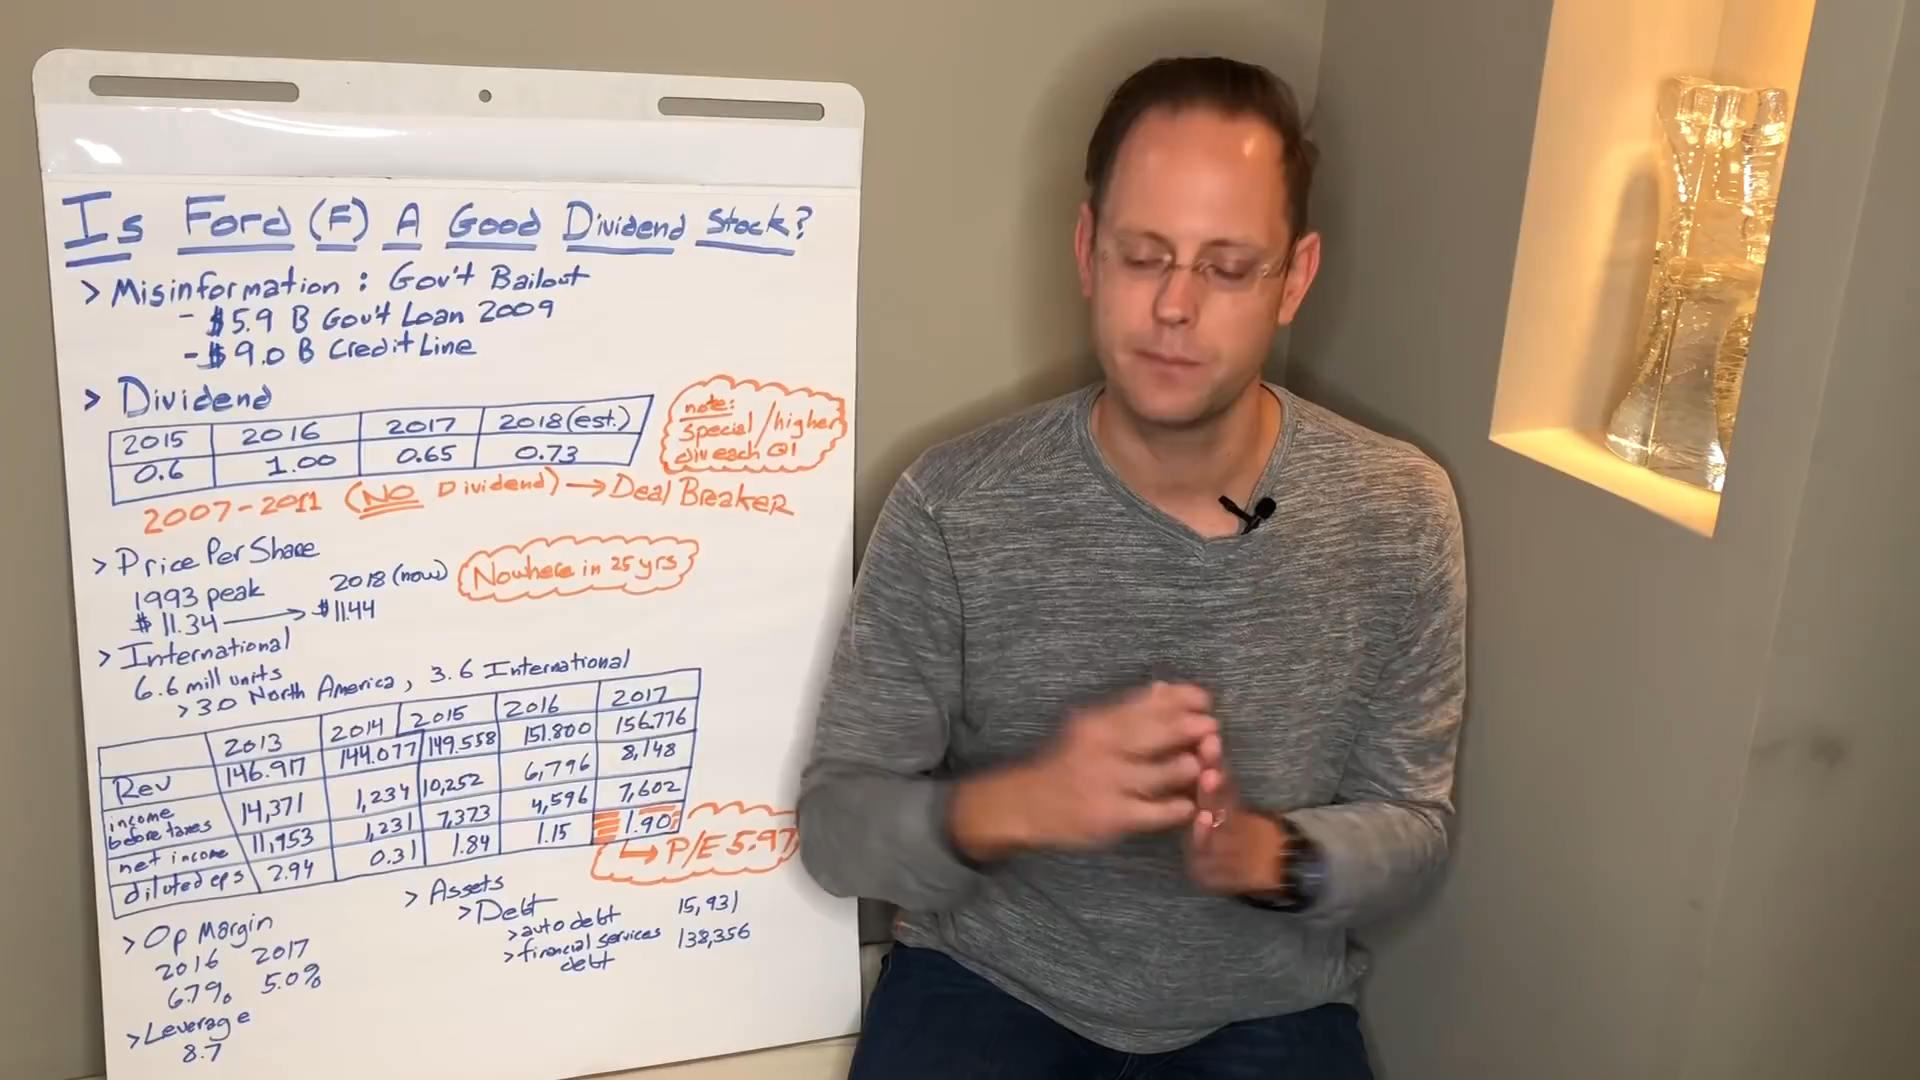 Is Ford (F) A Good Dividend Stock?
> Misinformation : Gov't Bailout
- $5.9 B Gov't Loan 2009
- $9.0 B Credit Line
> Dividend
2015 2016 2017 2018 (est.)
0.6 1.00 0.65 0.73
note:
Special/higher
div each Q1
2007-2011 (NO Dividend) → Deal Breaker
> Price Per Share
1993 peak 2018 (now)
$11.34 → $11.44
Nowhere in 25 yrs
> International
6.6 mill units
> 3.0 North America, 3.6 International
2013 2014 2015 2016 2017
Rev 146.917 144.077 149.558 151.800 156.776
income before taxes 14,371 1,234 10,252 6,796 8,148
net income 11,953 1,231 7,373 4,596 7,602
diluted eps 2.94 0.31 1.84 1.15 1.90
→ P/E 5.97
> Op Margin
2016 2017
6.7% 5.0%
> Leverage
8.7
> Assets
> Debt
> auto debt 15,931
> financial services debt 138,356